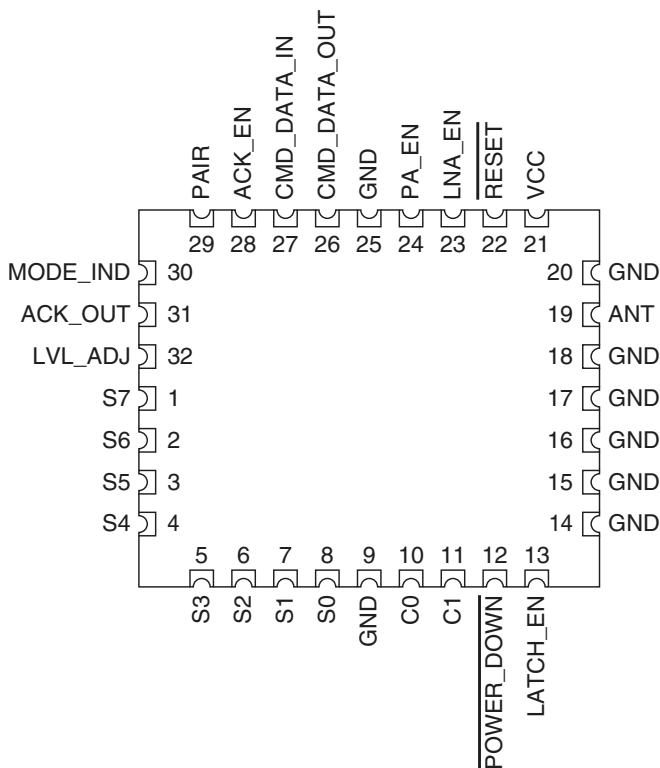 PAIR
ACK_EN
CMD_DATA_IN
CMD_DATA_OUT
GND
PA_EN
LNA_EN
RESET
VCC
29 28 27 26 25 24 23 22 21
MODE_IND 30 20 GND
ACK_OUT 31 19 ANT
LVL_ADJ 32 18 GND
S7 1 17 GND
S6 2 16 GND
S5 3 15 GND
S4 4 14 GND
5 6 7 8 9 10 11 12 13
S3
S2
S1
S0
GND
C0
C1
POWER_DOWN
LATCH_EN